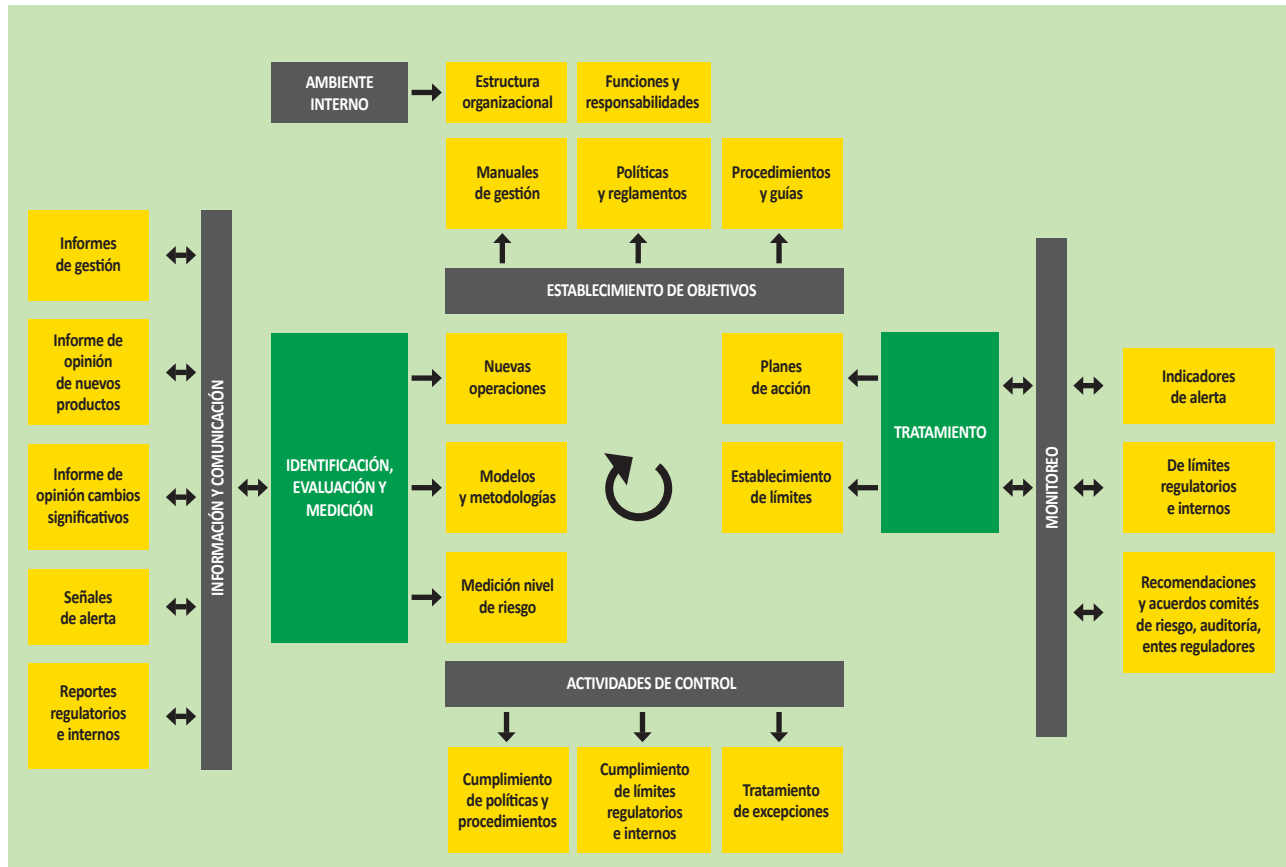 AMBIENTE
INTERNO
Estructura
organizacional
Funciones y
responsabilidades
Manuales
de gestión
Políticas
y reglamentos
Procedimientos
y guías
ESTABLECIMIENTO DE OBJETIVOS
Informes
de gestión
Informe de
opinión
de nuevos
productos
Informe de
opinión cambios
significativos
Señales
de alerta
Reportes
regulatorios
e internos
INFORMACIÓN Y COMUNICACIÓN
IDENTIFICACIÓN,
EVALUACIÓN Y
MEDICIÓN
Nuevas
operaciones
Modelos
y metodologías
Medición nivel
de riesgo
Planes
de acción
Establecimiento
de límites
TRATAMIENTO
MONITOREO
Indicadores
de alerta
De límites
regulatorios
e internos
Recomendaciones
y acuerdos comités
de riesgo, auditoría,
entes reguladores
ACTIVIDADES DE CONTROL
Cumplimiento
de políticas y
procedimientos
Cumplimiento
de límites
regulatorios
e internos
Tratamiento
de excepciones